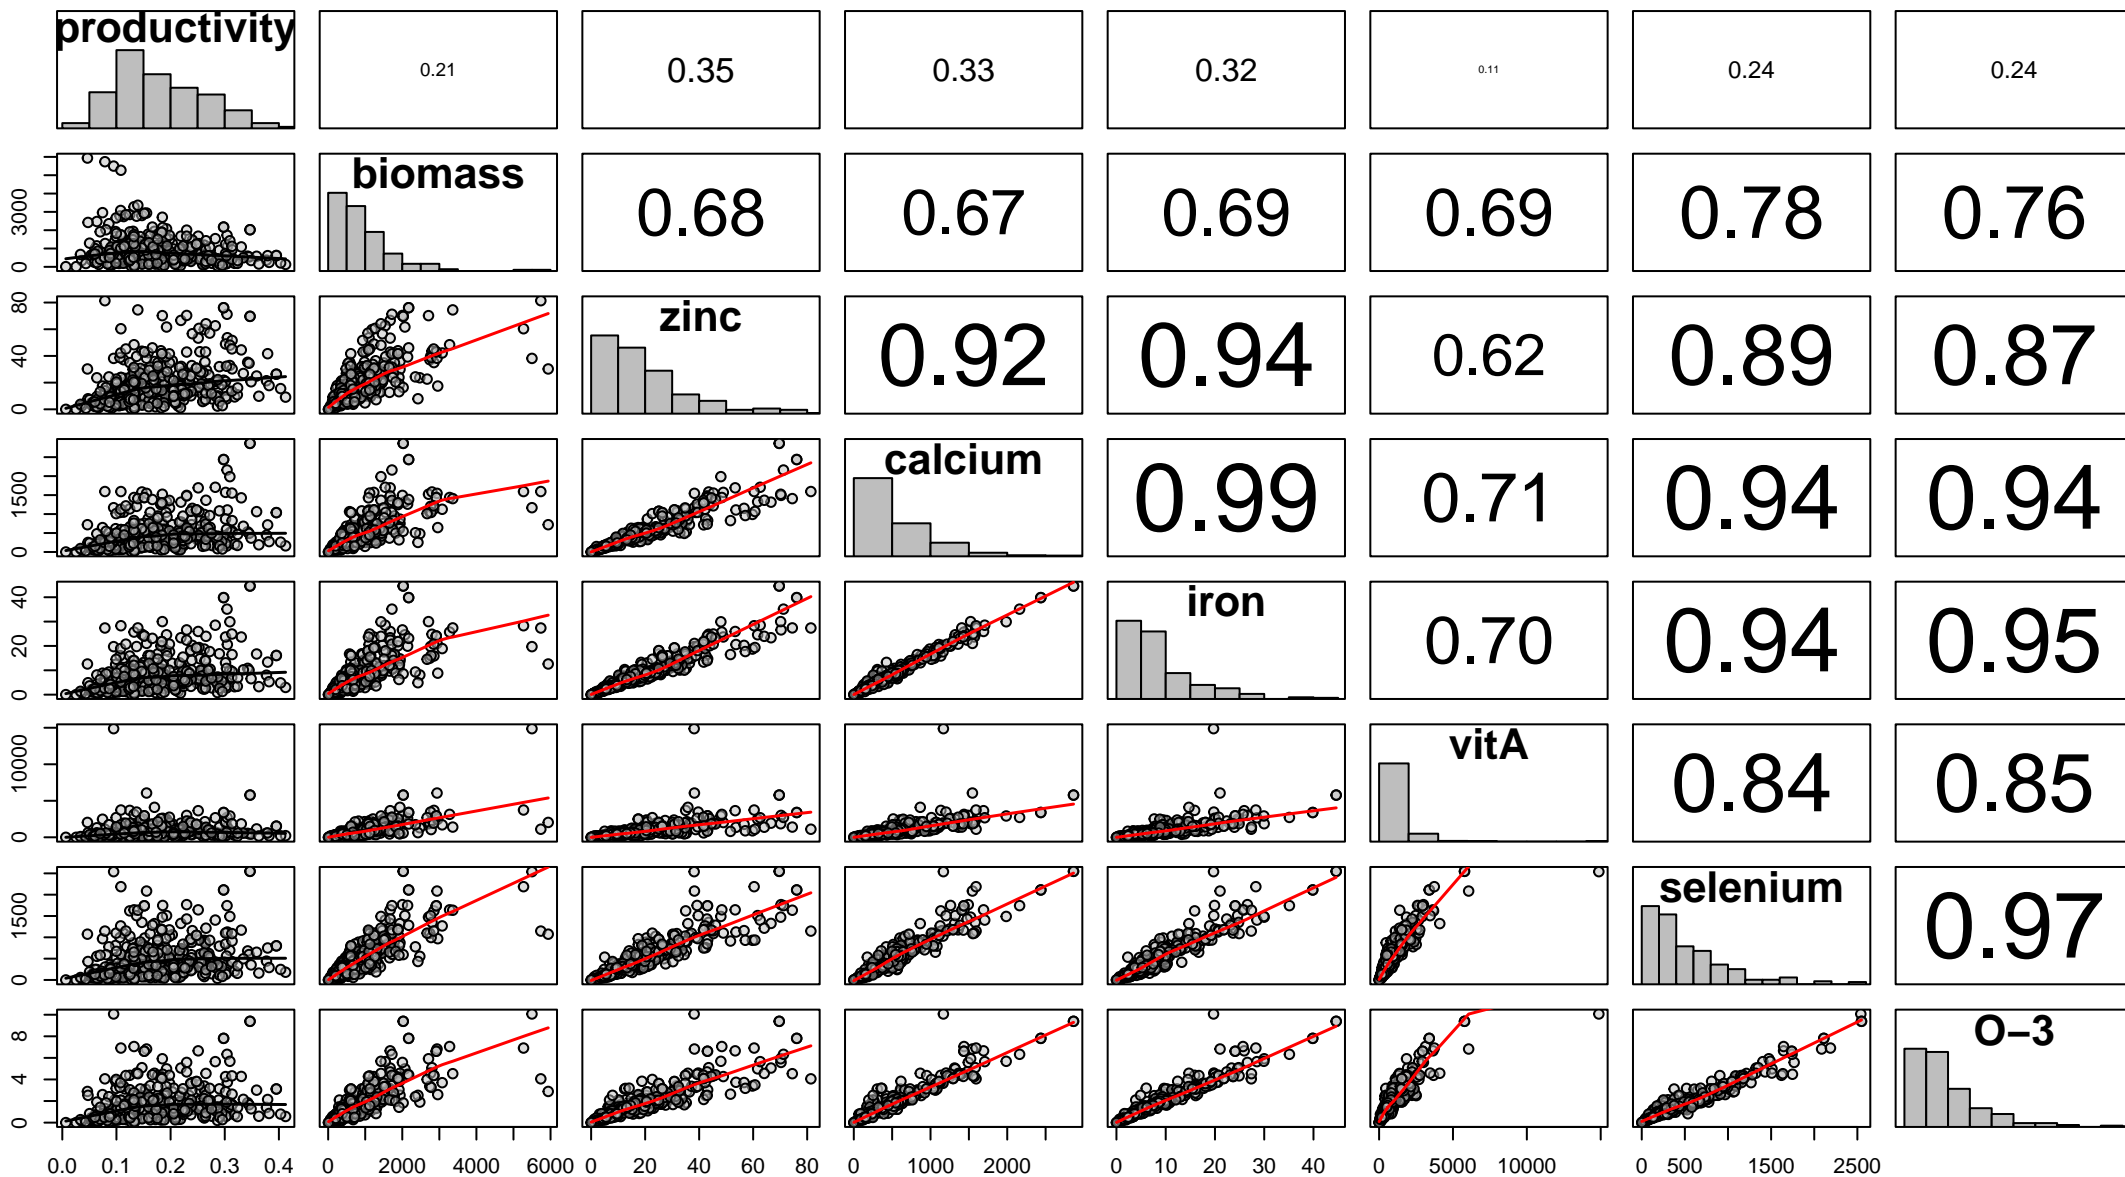 productivity 0.21 0.35 0.33 0.32 0.11 0.24 0.24
0 3000 biomass 0.68 0.67 0.69 0.69 0.78 0.76
0 40 80 zinc 0.92 0.94 0.62 0.89 0.87
0 1500 calcium 0.99 0.71 0.94 0.94
0 20 40 iron 0.70 0.94 0.95
0 10000 vitA 0.84 0.85
0 1500 selenium 0.97
0 4 8 O−3
0.0 0.1 0.2 0.3 0.4 0 2000 4000 6000 0 20 40 60 80 0 1000 2000 0 10 20 30 40 0 5000 10000 0 500 1500 2500